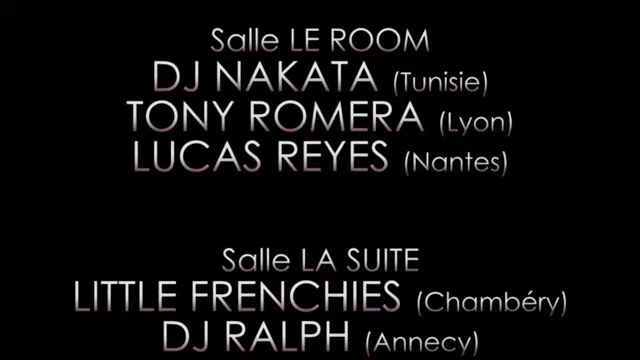 Salle LE ROOM
DJ NAKATA (Tunisie)
TONY ROMERA (Lyon)
LUCAS REYES (Nantes)
Salle LA SUITE
LITTLE FRENCHIES (Chambéry)
DJ RALPH (Annecy)